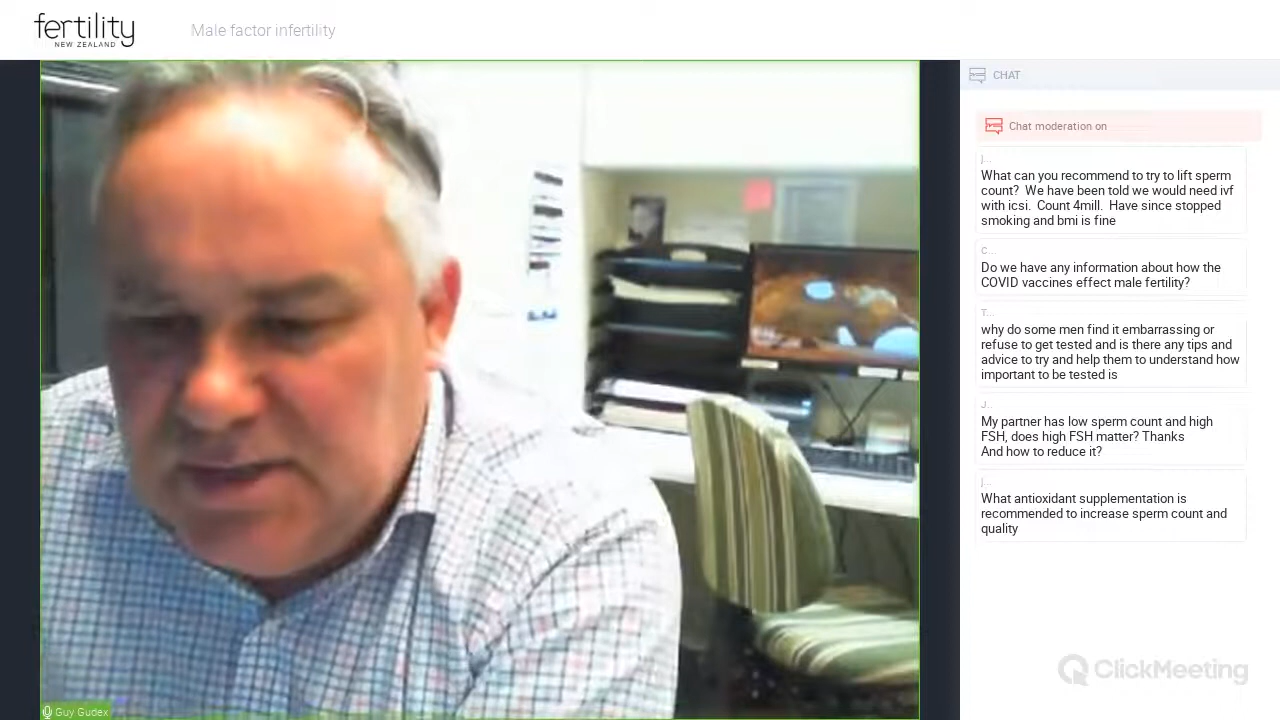 fertility
NEW ZEALAND
Male factor infertility
CHAT
Chat moderation on
J...
What can you recommend to try to lift sperm
count?  We have been told we would need ivf
with icsi.  Count 4mill.  Have since stopped
smoking and bmi is fine
C...
Do we have any information about how the
COVID vaccines effect male fertility?
T...
why do some men find it embarrassing or
refuse to get tested and is there any tips and
advice to try and help them to understand how
important to be tested is
J...
My partner has low sperm count and high
FSH, does high FSH matter? Thanks
And how to reduce it?
J...
What antioxidant supplementation is
recommended to increase sperm count and
quality
ClickMeeting
Guy Gudex